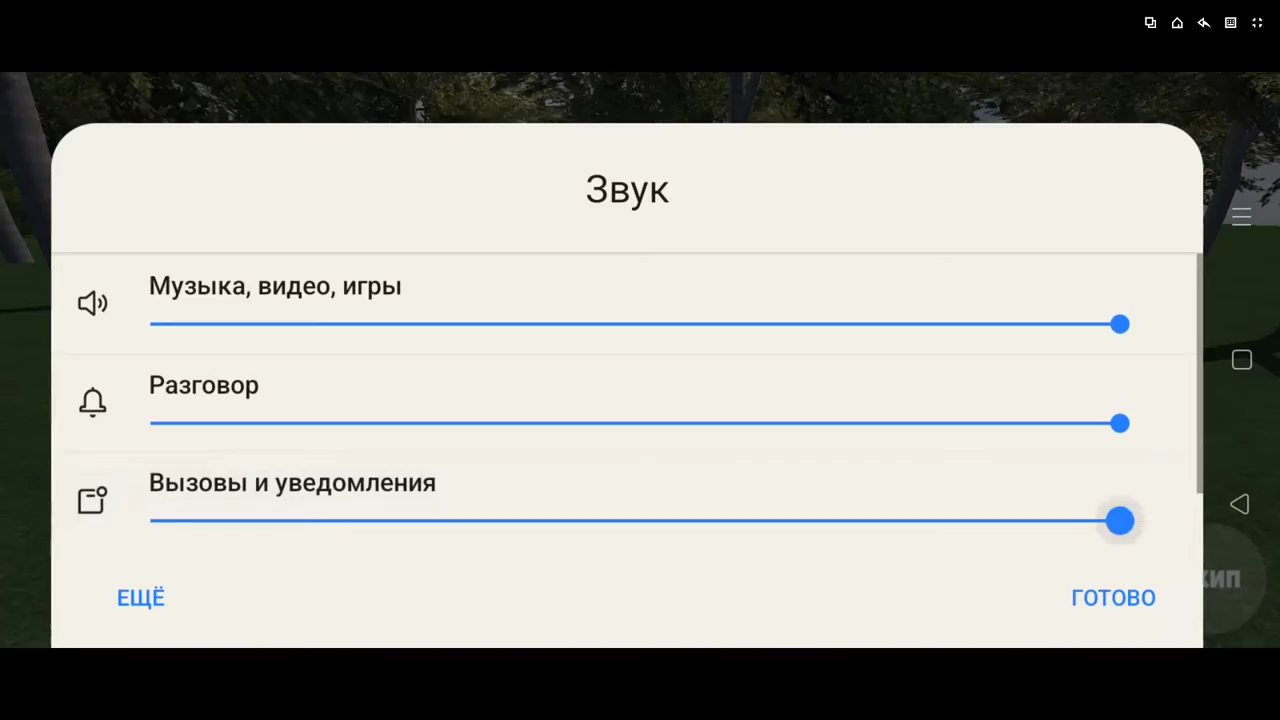 Звук
Музыка, видео, игры
Разговор
Вызовы и уведомления
ЕЩЁ
ГОТОВО